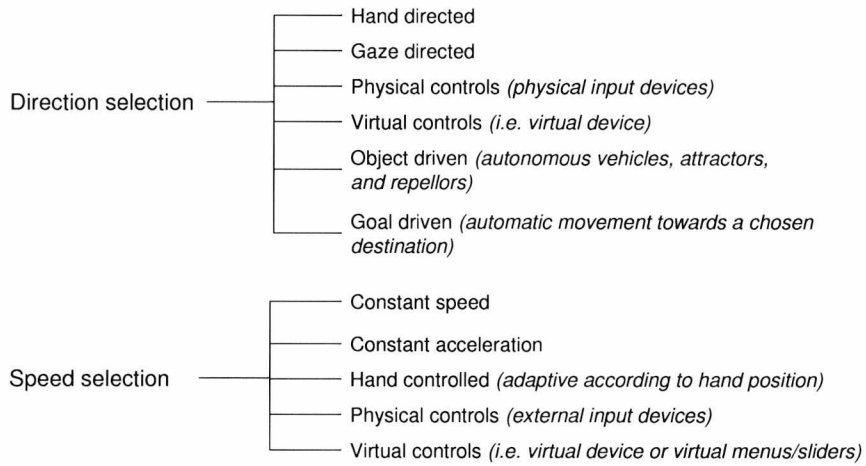 Hand directed
Gaze directed
Physical controls (physical input devices)
Direction selection
Virtual controls (i.e. virtual device)
Object driven (autonomous vehicles, attractors,
and repellors)
Goal driven (automatic movement towards a chosen
destination)
Constant speed
Constant acceleration
Speed selection
Hand controlled (adaptive according to hand position)
Physical controls (external input devices)
Virtual controls (i.e. virtual device or virtual menus/sliders)